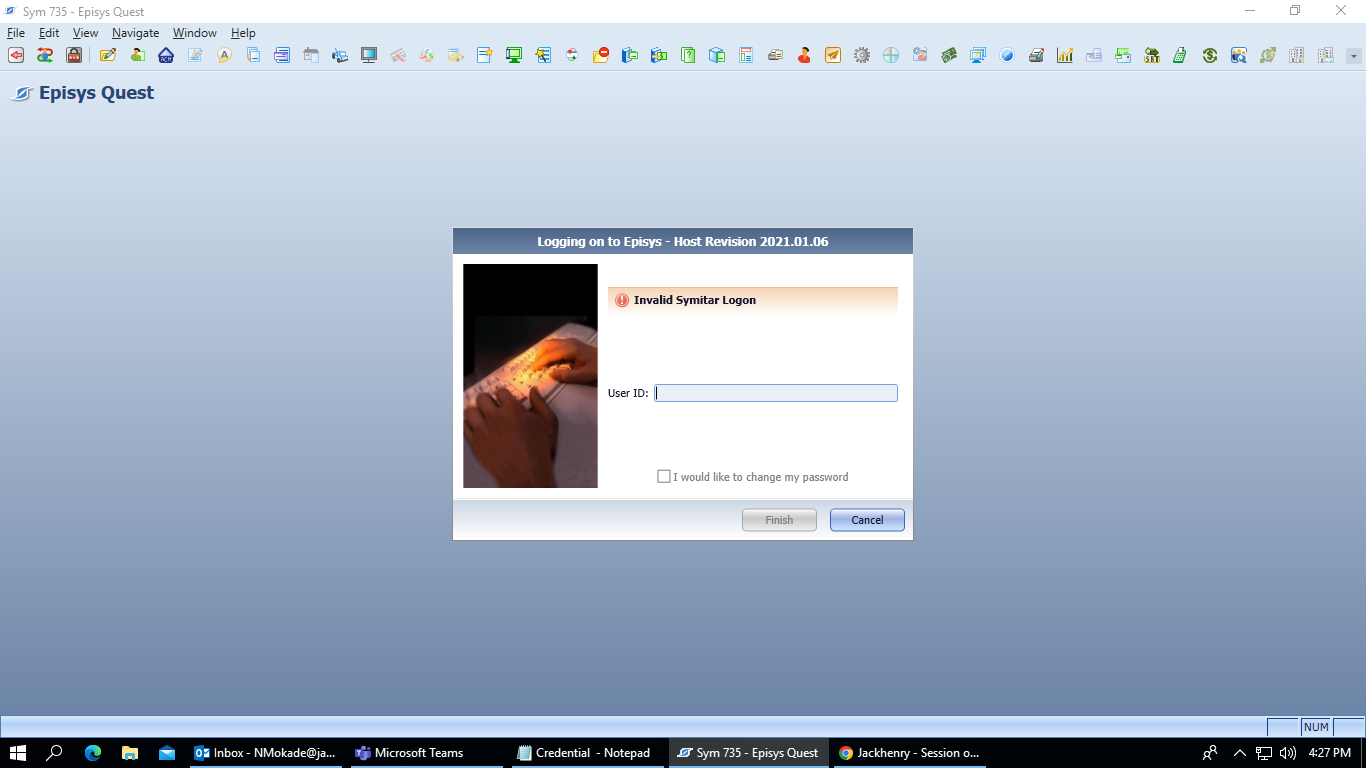 Sym 735 - Episys Quest
File Edit View Navigate Window Help
ACH
A
SBT
Episys Quest
Logging on to Episys - Host Revision 2021.01.06
Invalid Symitar Logon
User ID:
I would like to change my password
Finish Cancel
NUM
Inbox - NMokade@ja... Microsoft Teams Credential - Notepad Sym 735 - Episys Quest Jackhenry - Session o... 4:27 PM